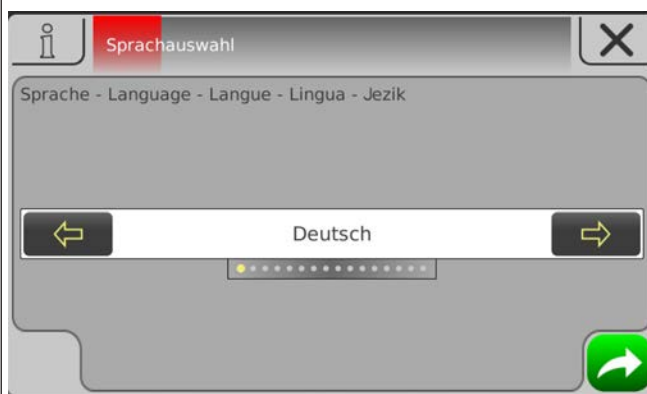 Sprachauswahl
Sprache - Language - Langue - Lingua - Jezik
Deutsch